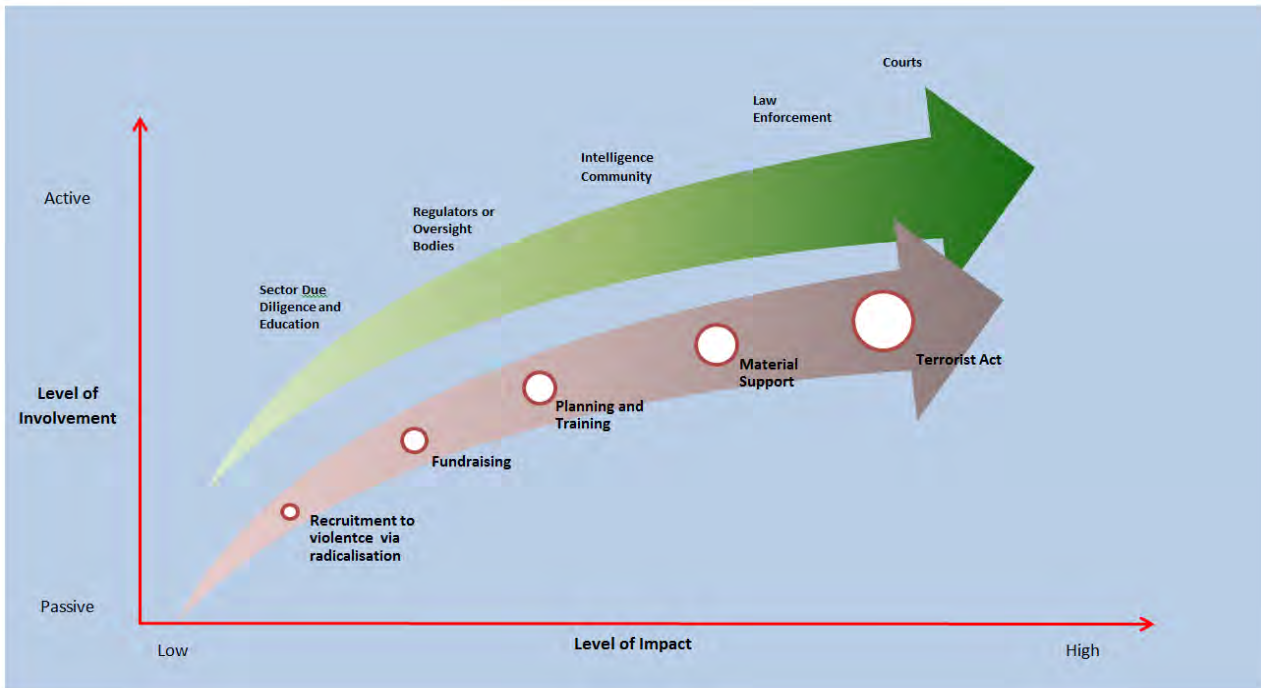 Courts
Law
Enforcement
Intelligence
Community
Active
Regulators or
Oversight
Bodies
Sector Due
Diligence and
Education
Terrorist Act
Material
Support
Level of
Involvement
Planning and
Training
Fundraising
Recruitment to
violentce via
radicalisation
Passive
Low
Level of Impact
High